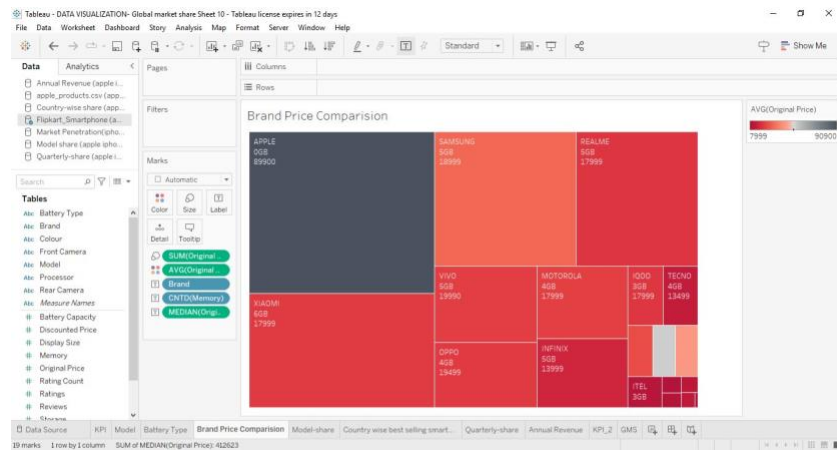 Tableau - DATA VISUALIZATION- Global market share Sheet 10 - Tableau license expires in 12 days
File Data Worksheet Dashboard Story Analysis Map Format Server Window Help
Standard
Show Me
Data Analytics
Annual Revenue (apple i...
apple_products.csv (app...
Country-wise share (app...
Flipkart_Smartphone (a...
Market Penetration(ipho...
Model share (apple ipho...
Quarterly-share (apple i...
Search
Tables
Abc Battery Type
Abc Brand
Abc Colour
Abc Front Camera
Abc Model
Abc Processor
Abc Rear Camera
Abc Measure Names
# Battery Capacity
# Discounted Price
# Display Size
# Memory
# Original Price
# Rating Count
# Ratings
# Reviews
# Storage
Pages
Filters
Marks
Automatic
Color Size Label
Detail Tooltip
SUM(Original ..
AVG(Original ..
Brand
CNTD(Memory)
MEDIAN(Origi..
Columns
Rows
Brand Price Comparision
APPLE
0GB
89900
SAMSUNG
5GB
18999
REALME
5GB
17999
XIAOMI
6GB
17999
VIVO
5GB
19990
MOTOROLA
4GB
17999
IQOO
3GB
17999
TECNO
4GB
13499
OPPO
4GB
19499
INFINIX
5GB
13999
ITEL
3GB
AVG(Original Price)
7999 90900
Data Source KPI Model Battery Type Brand Price Comparision Model-share Country wise best selling smart... Quarterly-share Annual Revenue KPI_2 GMS
19 marks 1 row by 1 column SUM of MEDIAN(Original Price): 412623